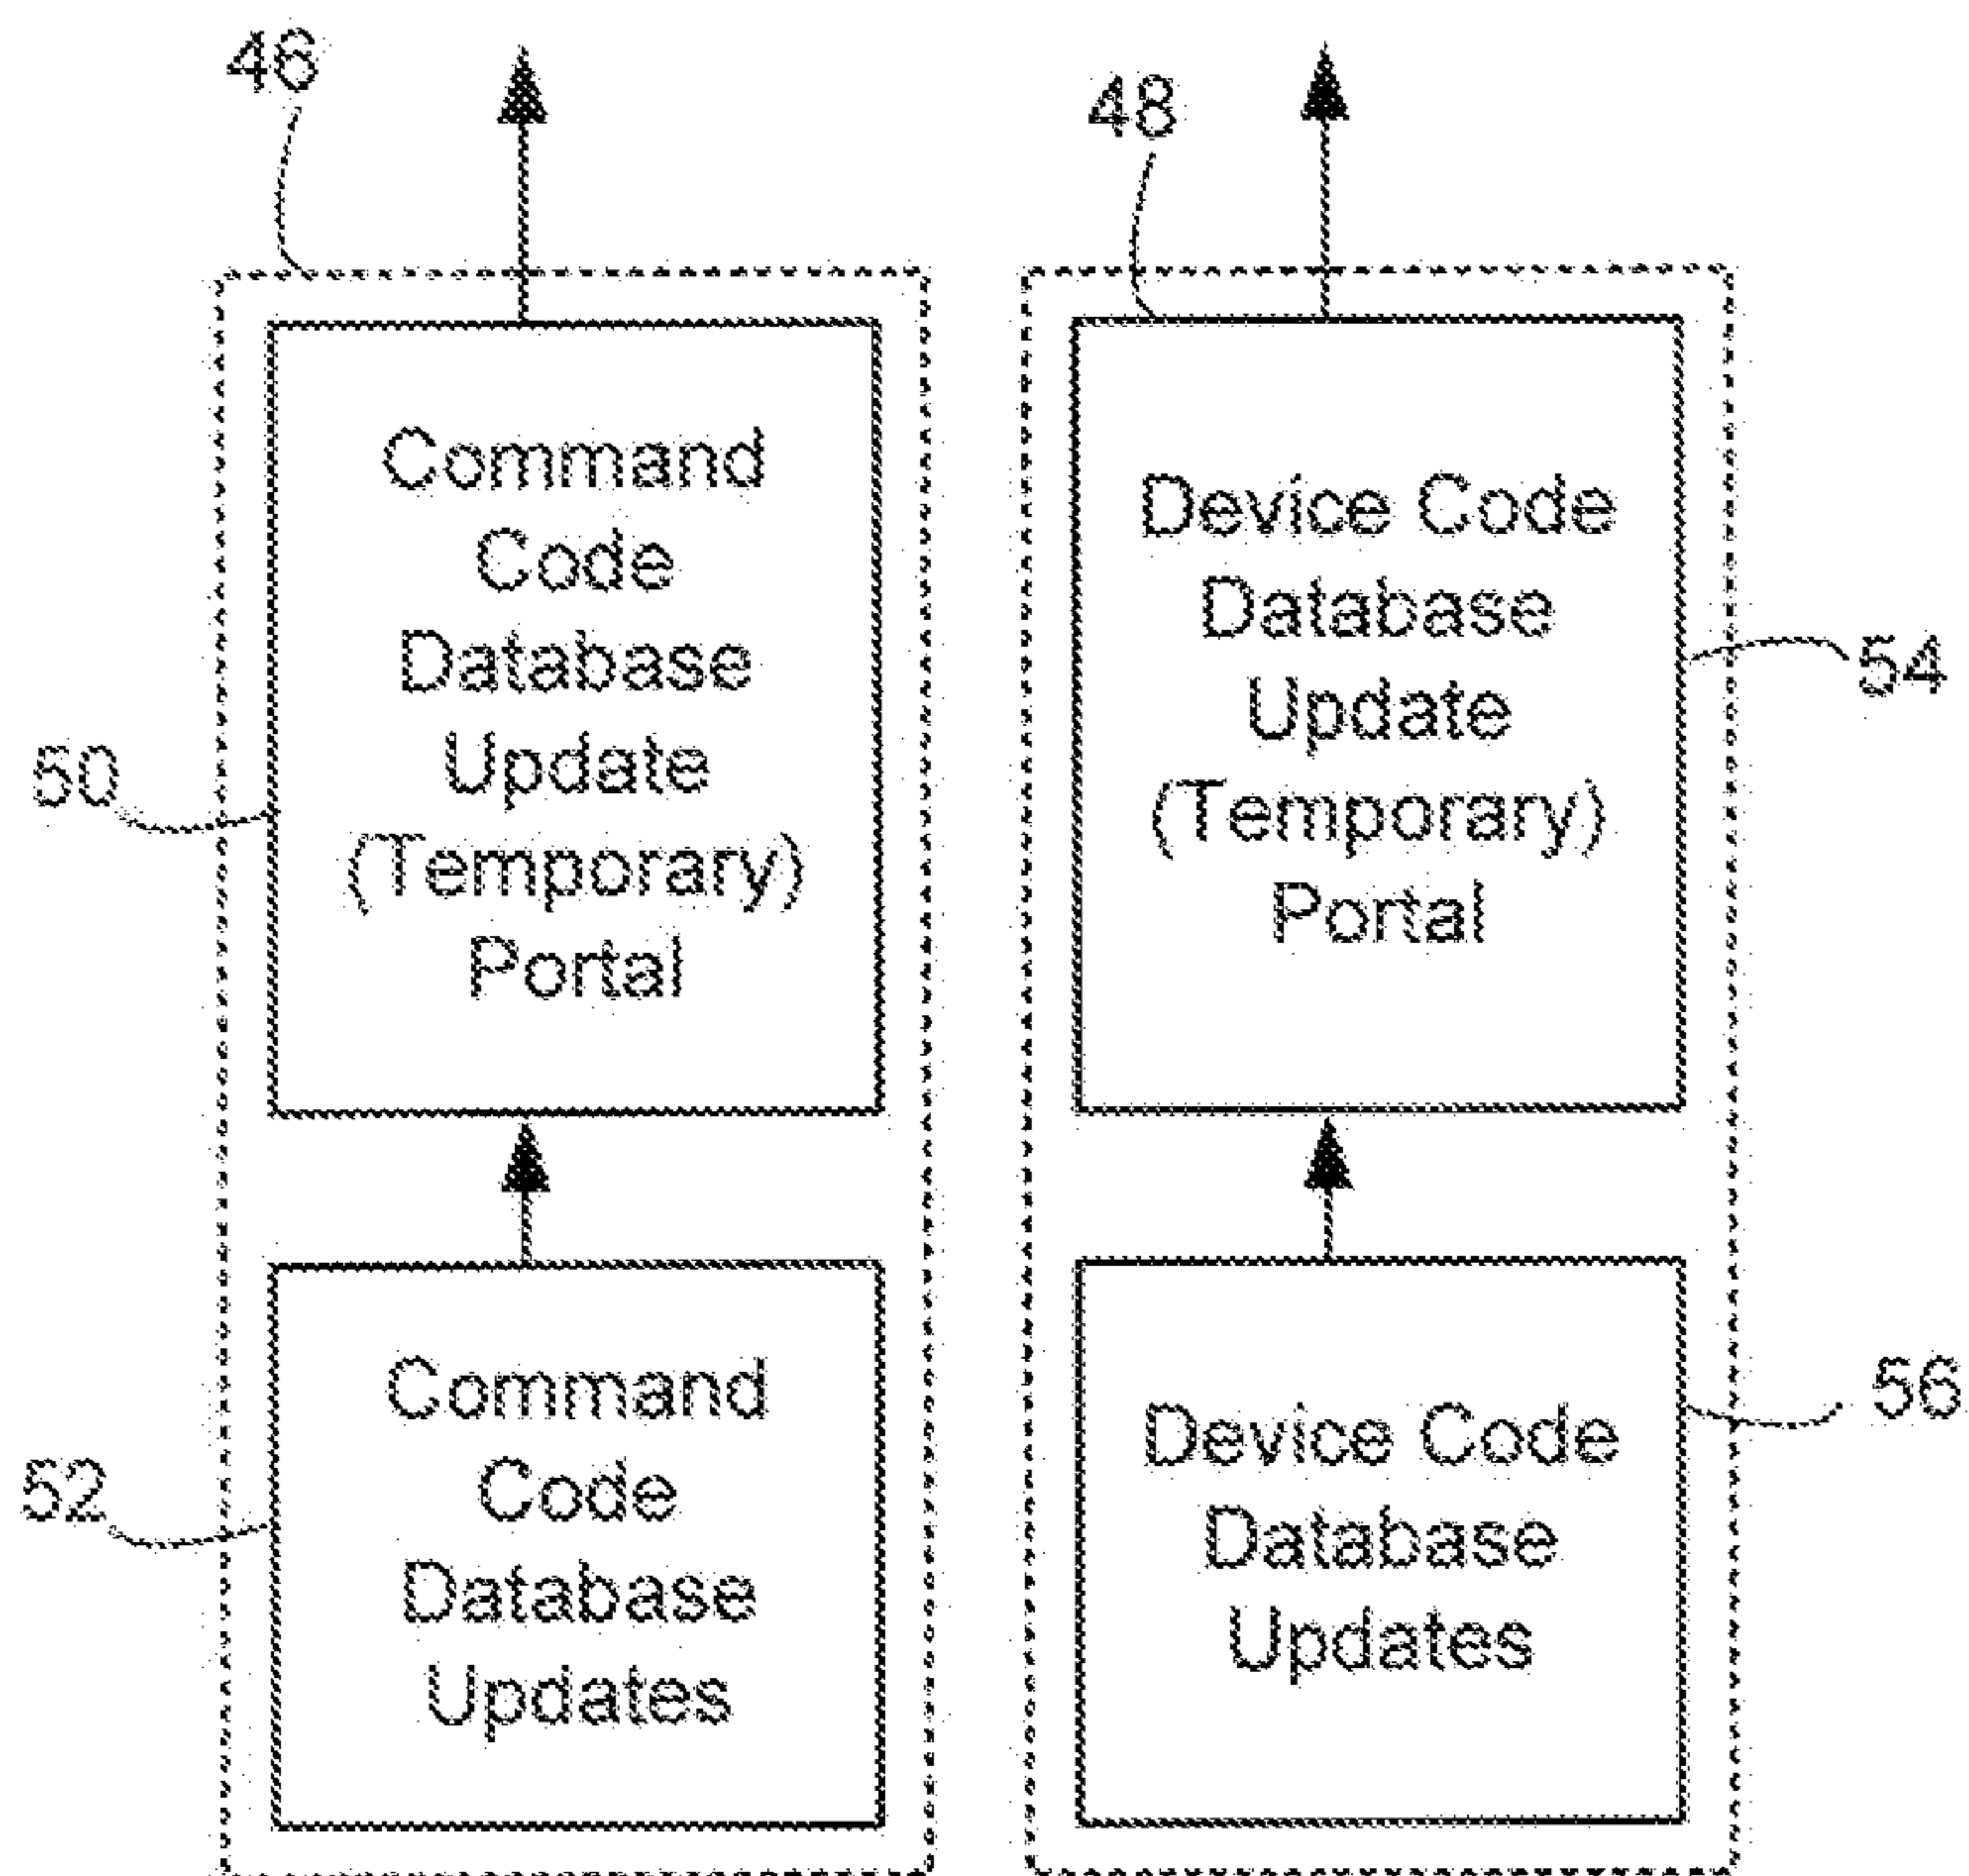 46
48
Command
Code
Database
Update
(Temporary)
Portal
50
Device Code
Database
Update
(Temporary)
Portal
54
Command
Code
Database
Updates
52
Device Code
Database
Updates
56